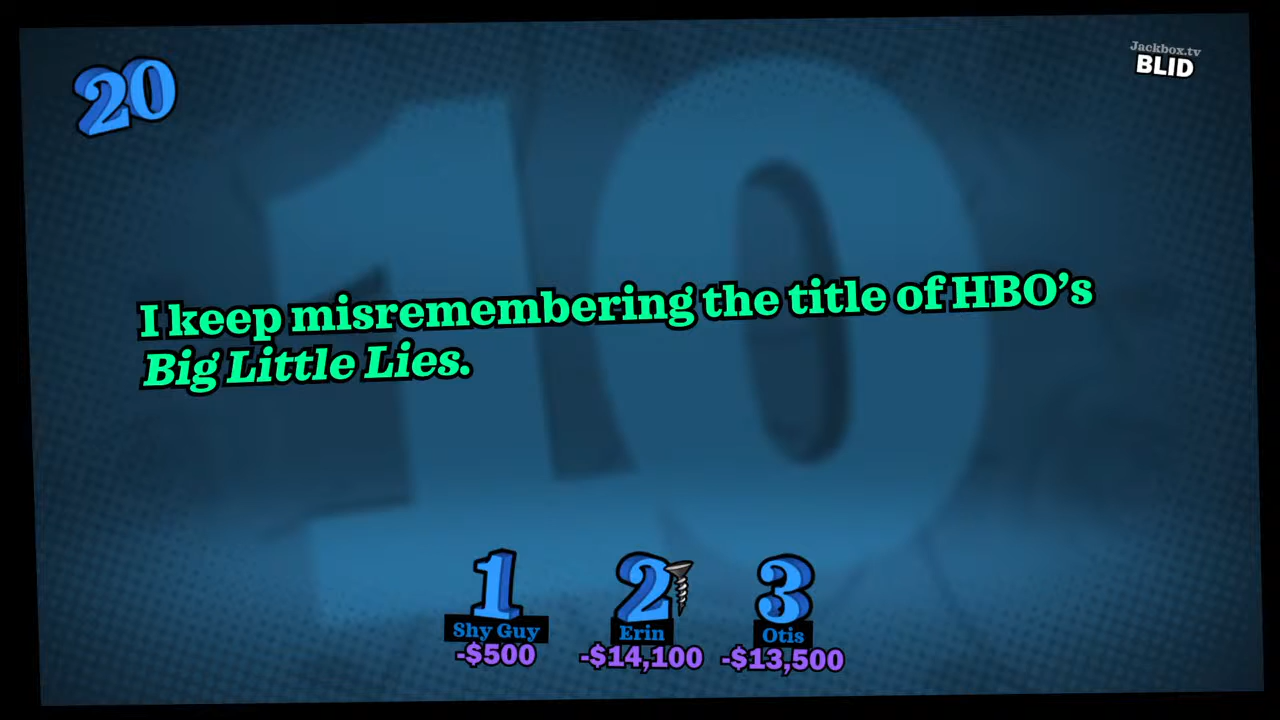 20
Jackbox.tv
BLID
10
I keep misremembering the title of HBO's
Big Little Lies.
1
2
3
Shy Guy
Erin
Otis
-$500
-$14,100
-$13,500